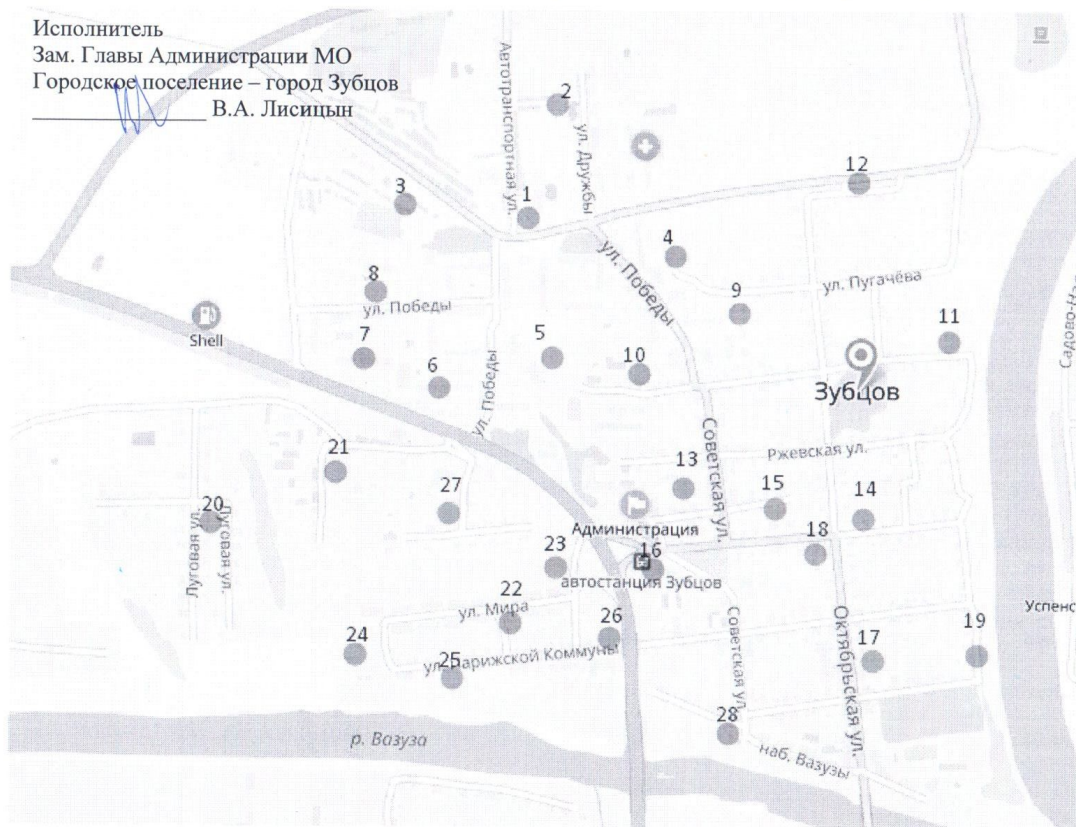 Исполнитель
Зам. Главы Администрации МО
Городское поселение – город Зубцов
В.А. Лисицын
Автотранспортная ул.
2
ул. Дружбы
12
3
1
4
ул. Победы
8
ул. Победы
ул. Пугачёва
9
11
Shell
7
5
10
6
ул. Победы
Зубцов
Садово-На
Советская ул.
Ржевская ул.
21
13
15
14
27
20
Луговая ул.
Луговая ул.
Администрация
18
23
16
автостанция Зубцов
22
ул. Мира
26
Советская ул.
Октябрьская ул.
Успенс
24
17
19
25
ул. Парижской Коммуны
28
р. Вазуза
наб. Вазузы